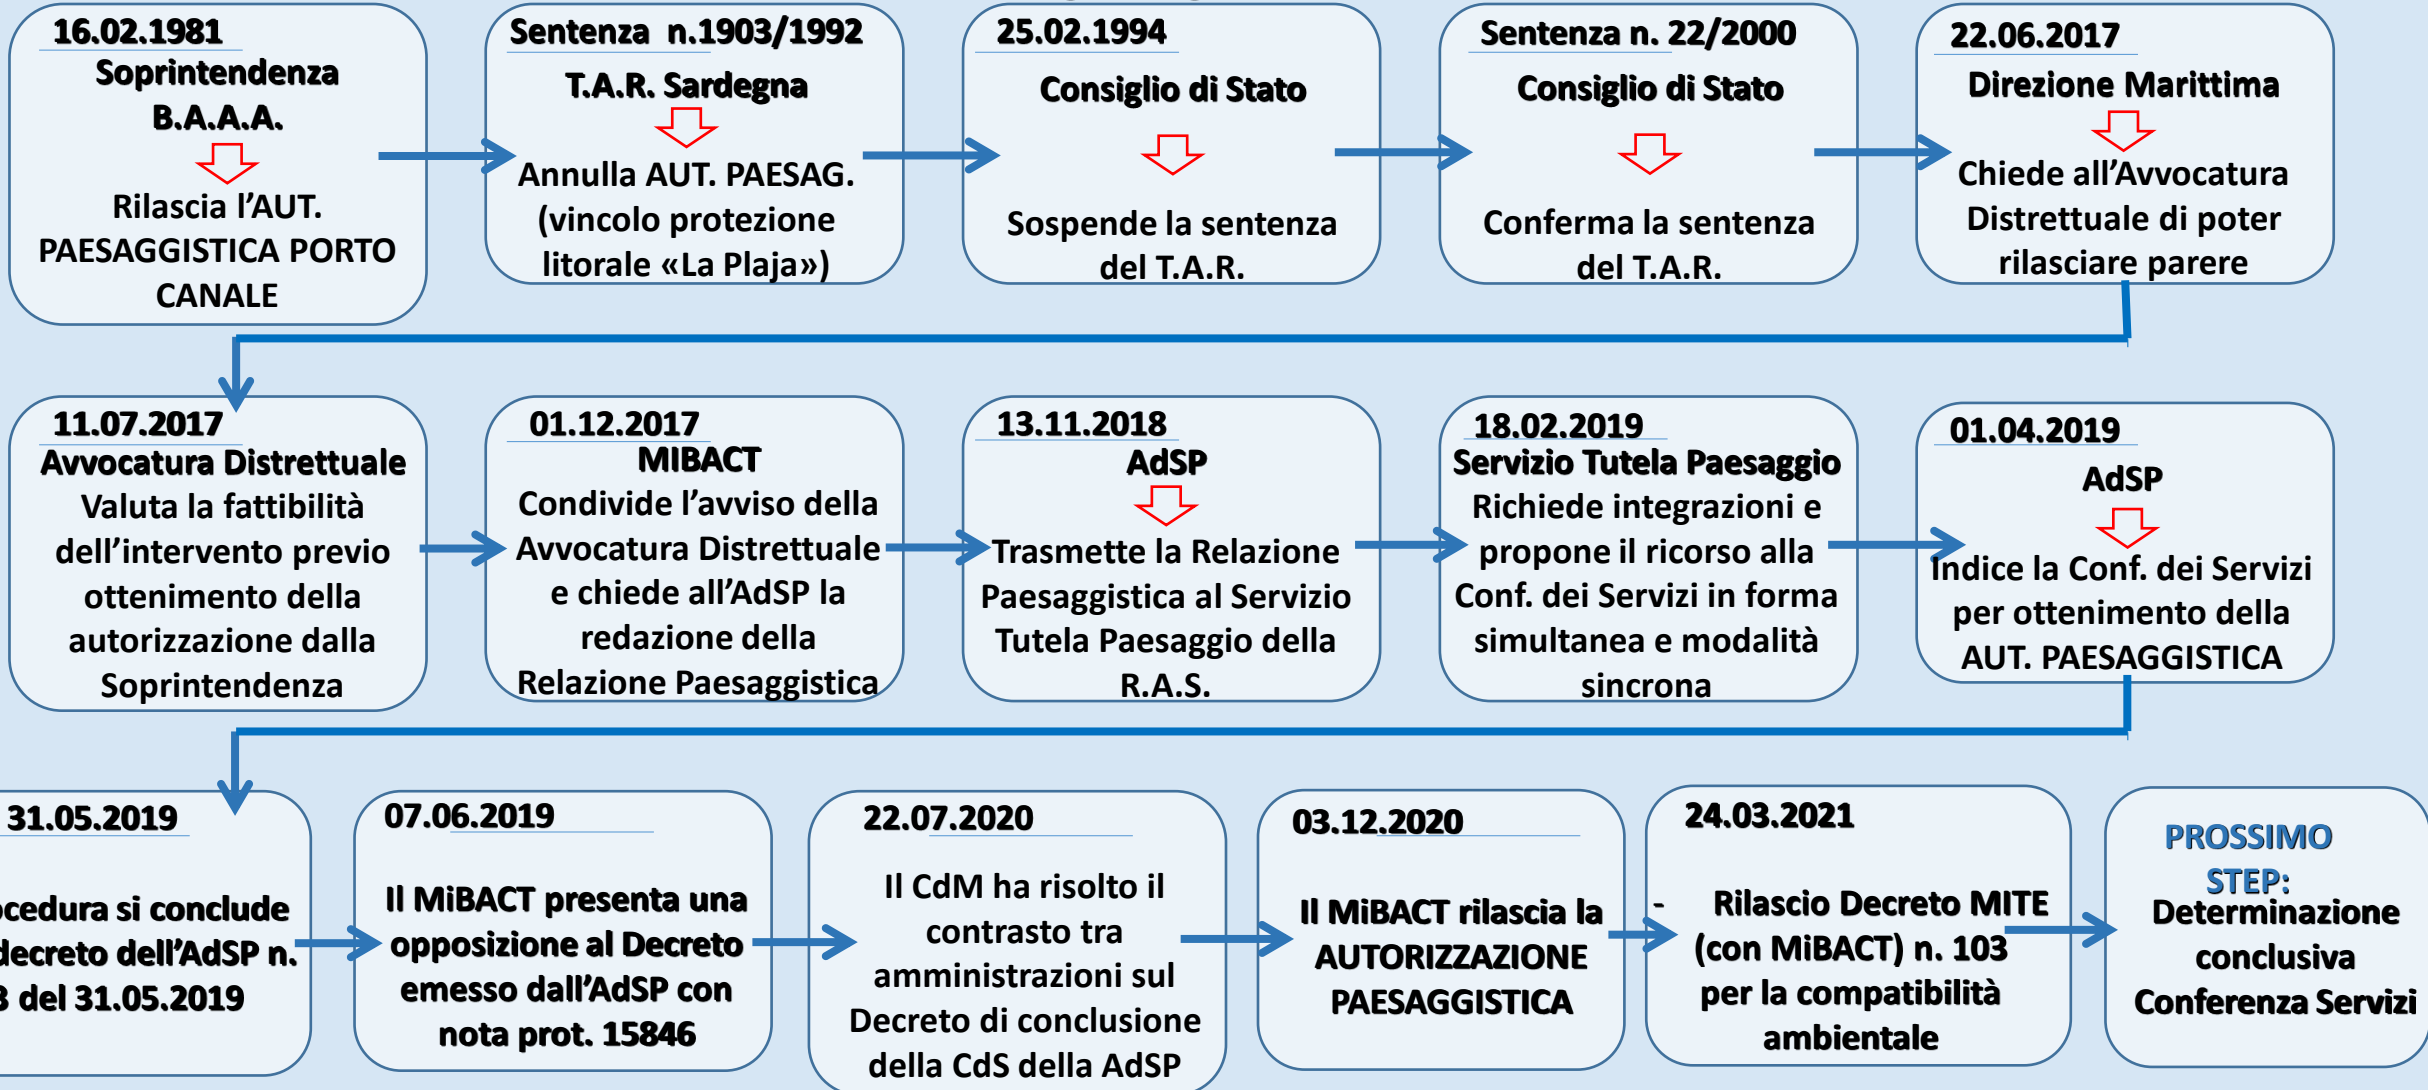 16.02.1981
Soprintendenza
B.A.A.A.
Rilascia l’AUT.
PAESAGGISTICA PORTO
CANALE
Sentenza n.1903/1992
T.A.R. Sardegna
Annulla AUT. PAESAG.
(vincolo protezione
litorale «La Plaja»)
25.02.1994
Consiglio di Stato
Sospende la sentenza
del T.A.R.
Sentenza n. 22/2000
Consiglio di Stato
Conferma la sentenza
del T.A.R.
22.06.2017
Direzione Marittima
Chiede all’Avvocatura
Distrettuale di poter
rilasciare parere
11.07.2017
Avvocatura Distrettuale
Valuta la fattibilità
dell’intervento previo
ottenimento della
autorizzazione dalla
Soprintendenza
01.12.2017
MIBACT
Condivide l’avviso della
Avvocatura Distrettuale
e chiede all’AdSP la
redazione della
Relazione Paesaggistica
13.11.2018
AdSP
Trasmette la Relazione
Paesaggistica al Servizio
Tutela Paesaggio della
R.A.S.
18.02.2019
Servizio Tutela Paesaggio
Richiede integrazioni e
propone il ricorso alla
Conf. dei Servizi in forma
simultanea e modalità
sincrona
01.04.2019
AdSP
Indice la Conf. dei Servizi
per ottenimento della
AUT. PAESAGGISTICA
31.05.2019
si conclude
decreto dell’AdSP n.
del 31.05.2019
07.06.2019
Il MiBACT presenta una
opposizione al Decreto
emesso dall’AdSP con
nota prot. 15846
22.07.2020
Il CdM ha risolto il
contrasto tra
amministrazioni sul
Decreto di conclusione
della CdS della AdSP
03.12.2020
Il MiBACT rilascia la
AUTORIZZAZIONE
PAESAGGISTICA
24.03.2021
- Rilascio Decreto MITE
(con MiBACT) n. 103
per la compatibilità
ambientale
PROSSIMO
STEP:
Determinazione
conclusiva
Conferenza Servizi